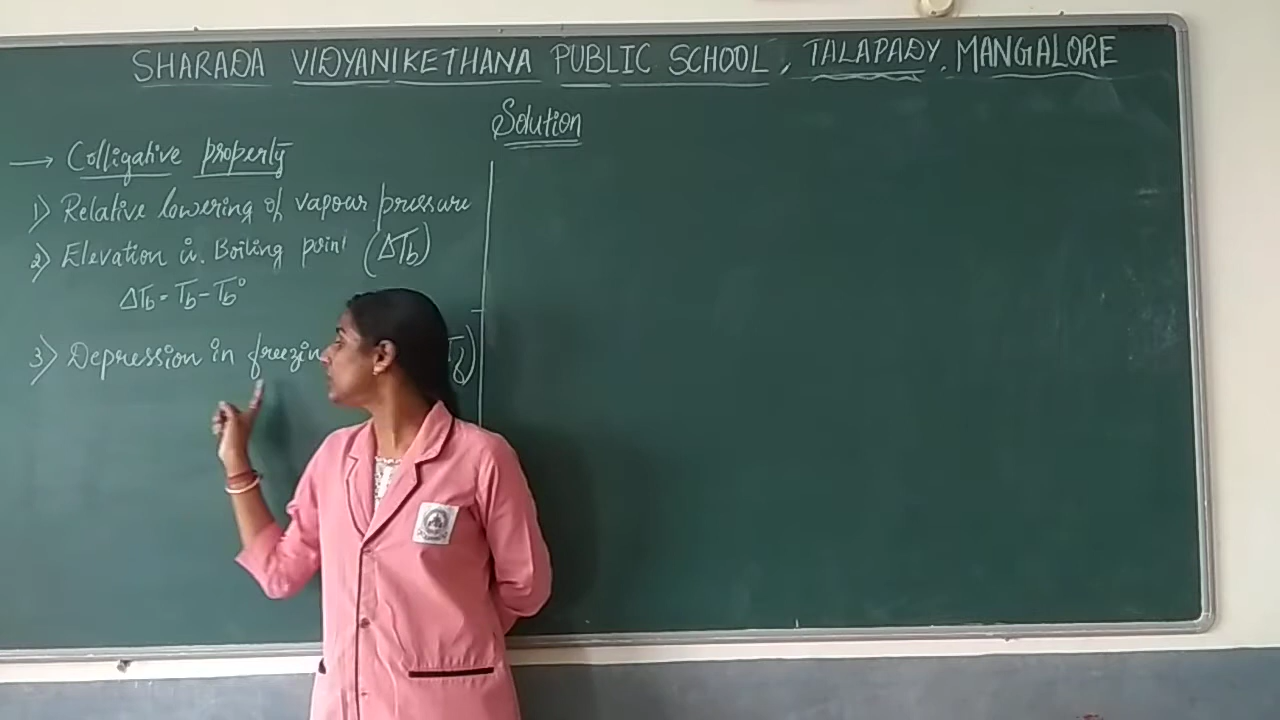 SHARADA VIDYANIKETHANA PUBLIC SCHOOL, TALAPADY, MANGALORE
Solution
→ Colligative property
1) Relative lowering of vapour pressure
2) Elevation in Boiling point (ΔTb)
ΔTb = Tb - Tb°
3) Depression in freezin